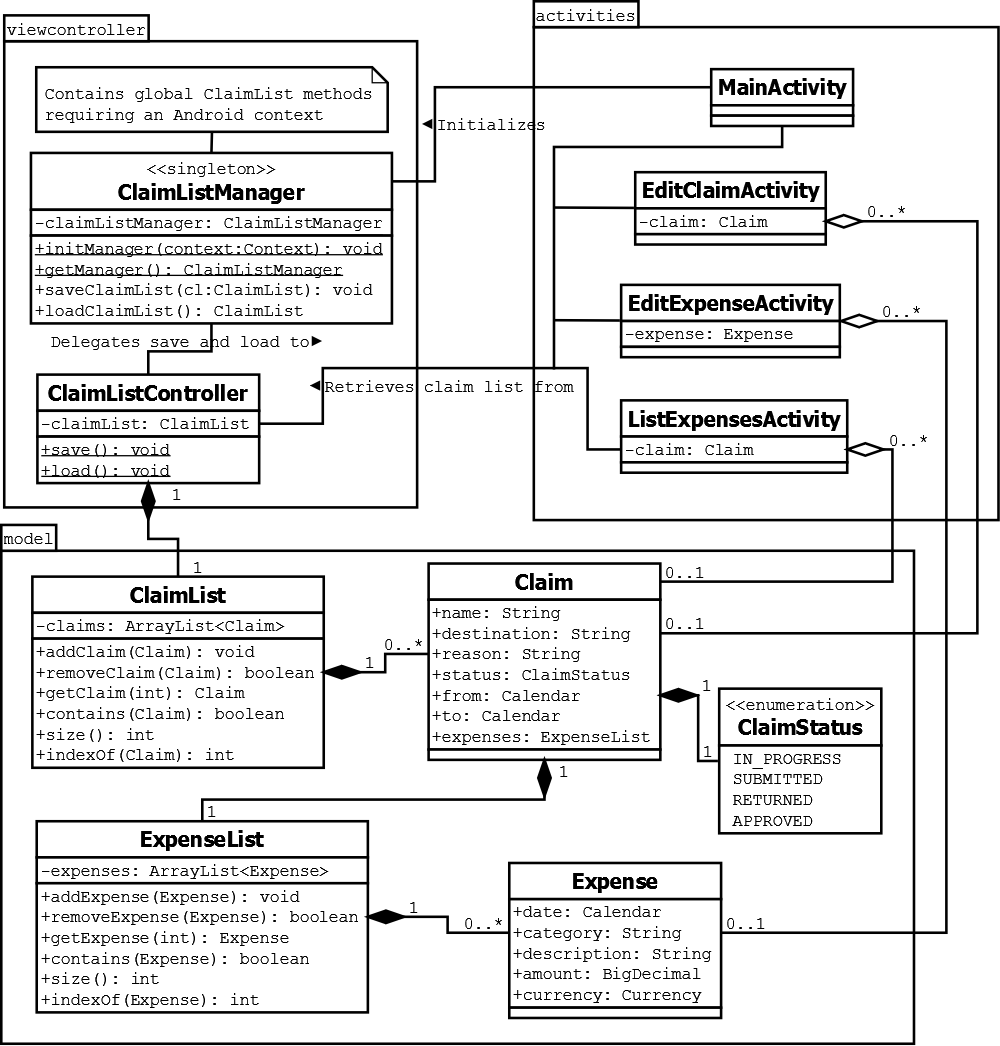 viewcontroller
Contains global ClaimList methods
requiring an Android context
<<singleton>>
ClaimListManager
-claimListManager: ClaimListManager
+initManager(context:Context): void
+getManager(): ClaimListManager
+saveClaimList(cl:ClaimList): void
+loadClaimList(): ClaimList
Delegates save and load to►
ClaimListController
-claimList: ClaimList
+save(): void
+load(): void
1
1
◄Initializes
◄Retrieves claim list from
activities
MainActivity
EditClaimActivity
-claim: Claim
0..*
EditExpenseActivity
-expense: Expense
0..*
ListExpensesActivity
-claim: Claim
0..*
model
ClaimList
-claims: ArrayList<Claim>
+addClaim(Claim): void
+removeClaim(Claim): boolean
+getClaim(int): Claim
+contains(Claim): boolean
+size(): int
+indexOf(Claim): int
1
0..*
Claim
+name: String
+destination: String
+reason: String
+status: ClaimStatus
+from: Calendar
+to: Calendar
+expenses: ExpenseList
0..1
0..1
1
1
<<enumeration>>
ClaimStatus
IN_PROGRESS
SUBMITTED
RETURNED
APPROVED
1
1
ExpenseList
-expenses: ArrayList<Expense>
+addExpense(Expense): void
+removeExpense(Expense): boolean
+getExpense(int): Expense
+contains(Expense): boolean
+size(): int
+indexOf(Expense): int
1
0..*
Expense
+date: Calendar
+category: String
+description: String
+amount: BigDecimal
+currency: Currency
0..1